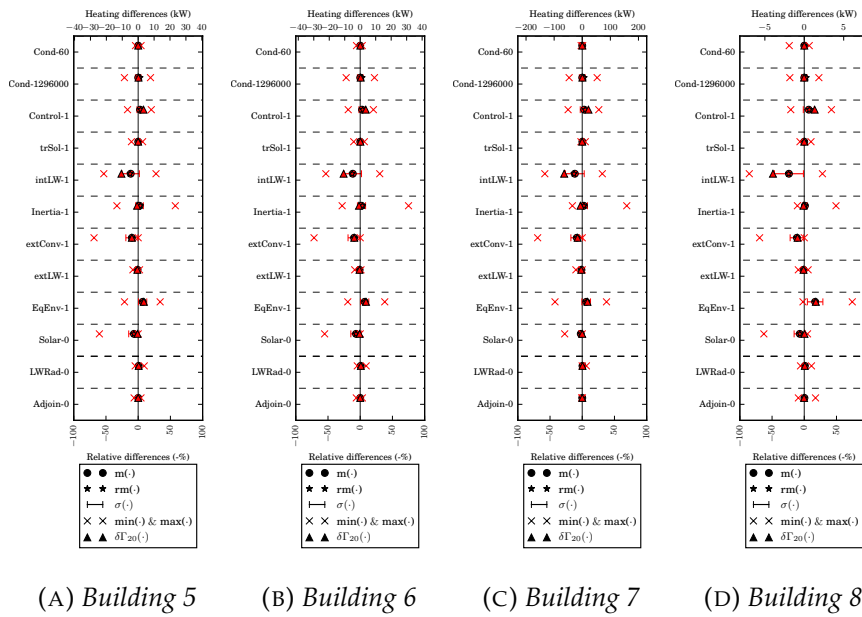 Heating differences (kW)
−40 −30 −20 −10 0 10 20 30 40
Cond-60
Cond-1296000
Control-1
trSol-1
intLW-1
Inertia-1
extConv-1
extLW-1
EqEnv-1
Solar-0
LWRad-0
Adjoin-0
-100 -50 0 50 100
Relative differences (-%)
m(·)
rm(·)
σ(·)
min(·) & max(·)
δΓ20(·)
(A) Building 5
Heating differences (kW)
−40 −30 −20 −10 0 10 20 30 40
Cond-60
Cond-1296000
Control-1
trSol-1
intLW-1
Inertia-1
extConv-1
extLW-1
EqEnv-1
Solar-0
LWRad-0
Adjoin-0
-100 -50 0 50 100
Relative differences (-%)
m(·)
rm(·)
σ(·)
min(·) & max(·)
δΓ20(·)
(B) Building 6
Heating differences (kW)
−200 −100 0 100 200
Cond-60
Cond-1296000
Control-1
trSol-1
intLW-1
Inertia-1
extConv-1
extLW-1
EqEnv-1
Solar-0
LWRad-0
Adjoin-0
-100 -50 0 50 100
Relative differences (-%)
m(·)
rm(·)
σ(·)
min(·) & max(·)
δΓ20(·)
(C) Building 7
Heating differences (kW)
−5 0 5
Cond-60
Cond-1296000
Control-1
trSol-1
intLW-1
Inertia-1
extConv-1
extLW-1
EqEnv-1
Solar-0
LWRad-0
Adjoin-0
-100 -50 0 50
Relative differences (-%)
m(·)
rm(·)
σ(·)
min(·) & max(·)
δΓ20(·)
(D) Building 8